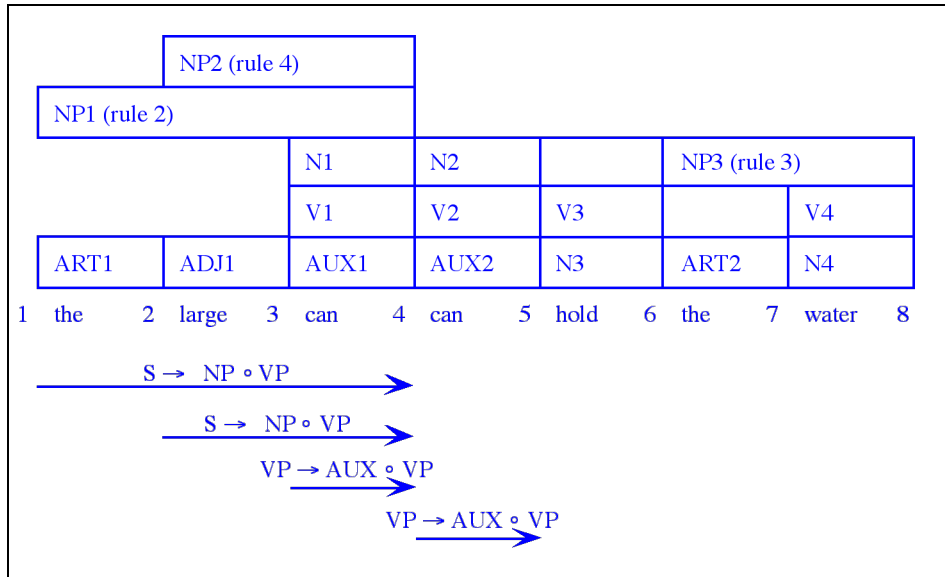 NP2 (rule 4)
NP1 (rule 2)
N1 N2 NP3 (rule 3)
V1 V2 V3 V4
ART1 ADJ1 AUX1 AUX2 N3 ART2 N4
1 the 2 large 3 can 4 can 5 hold 6 the 7 water 8
S → NP ∘ VP
S → NP ∘ VP
VP → AUX ∘ VP
VP → AUX ∘ VP